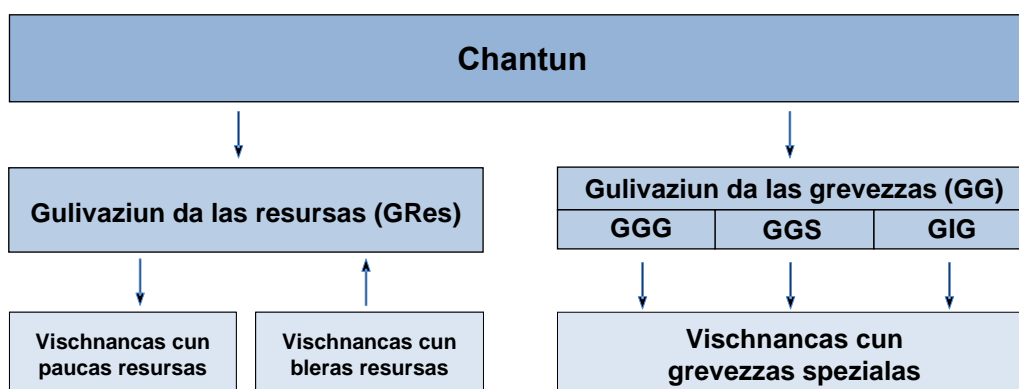 Chantun
Gulivaziun da las resursas (GRes)
Gulivaziun da las grevezzas (GG)
GGG
GGS
GIG
Vischnancas cun
paucas resursas
Vischnancas cun
bleras resursas
Vischnancas cun
grevezzas spezialas